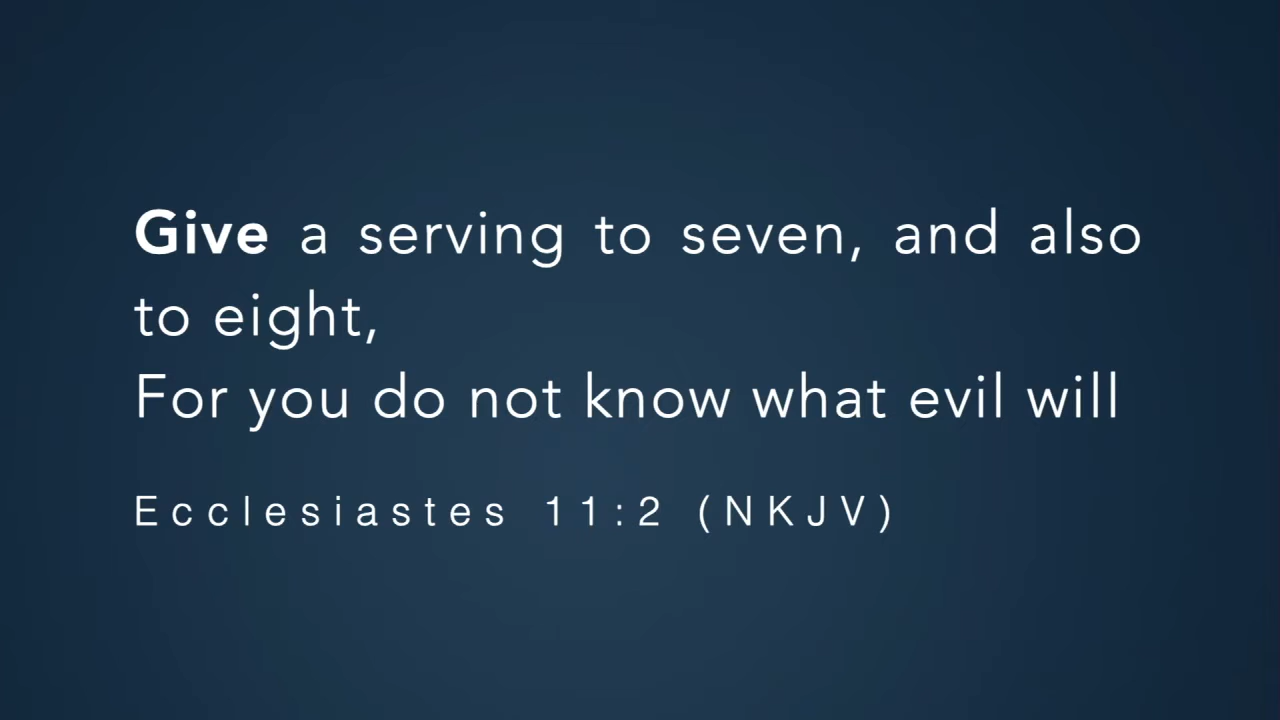 Give a serving to seven, and also
to eight,
For you do not know what evil will
Ecclesiastes 11:2 (NKJV)